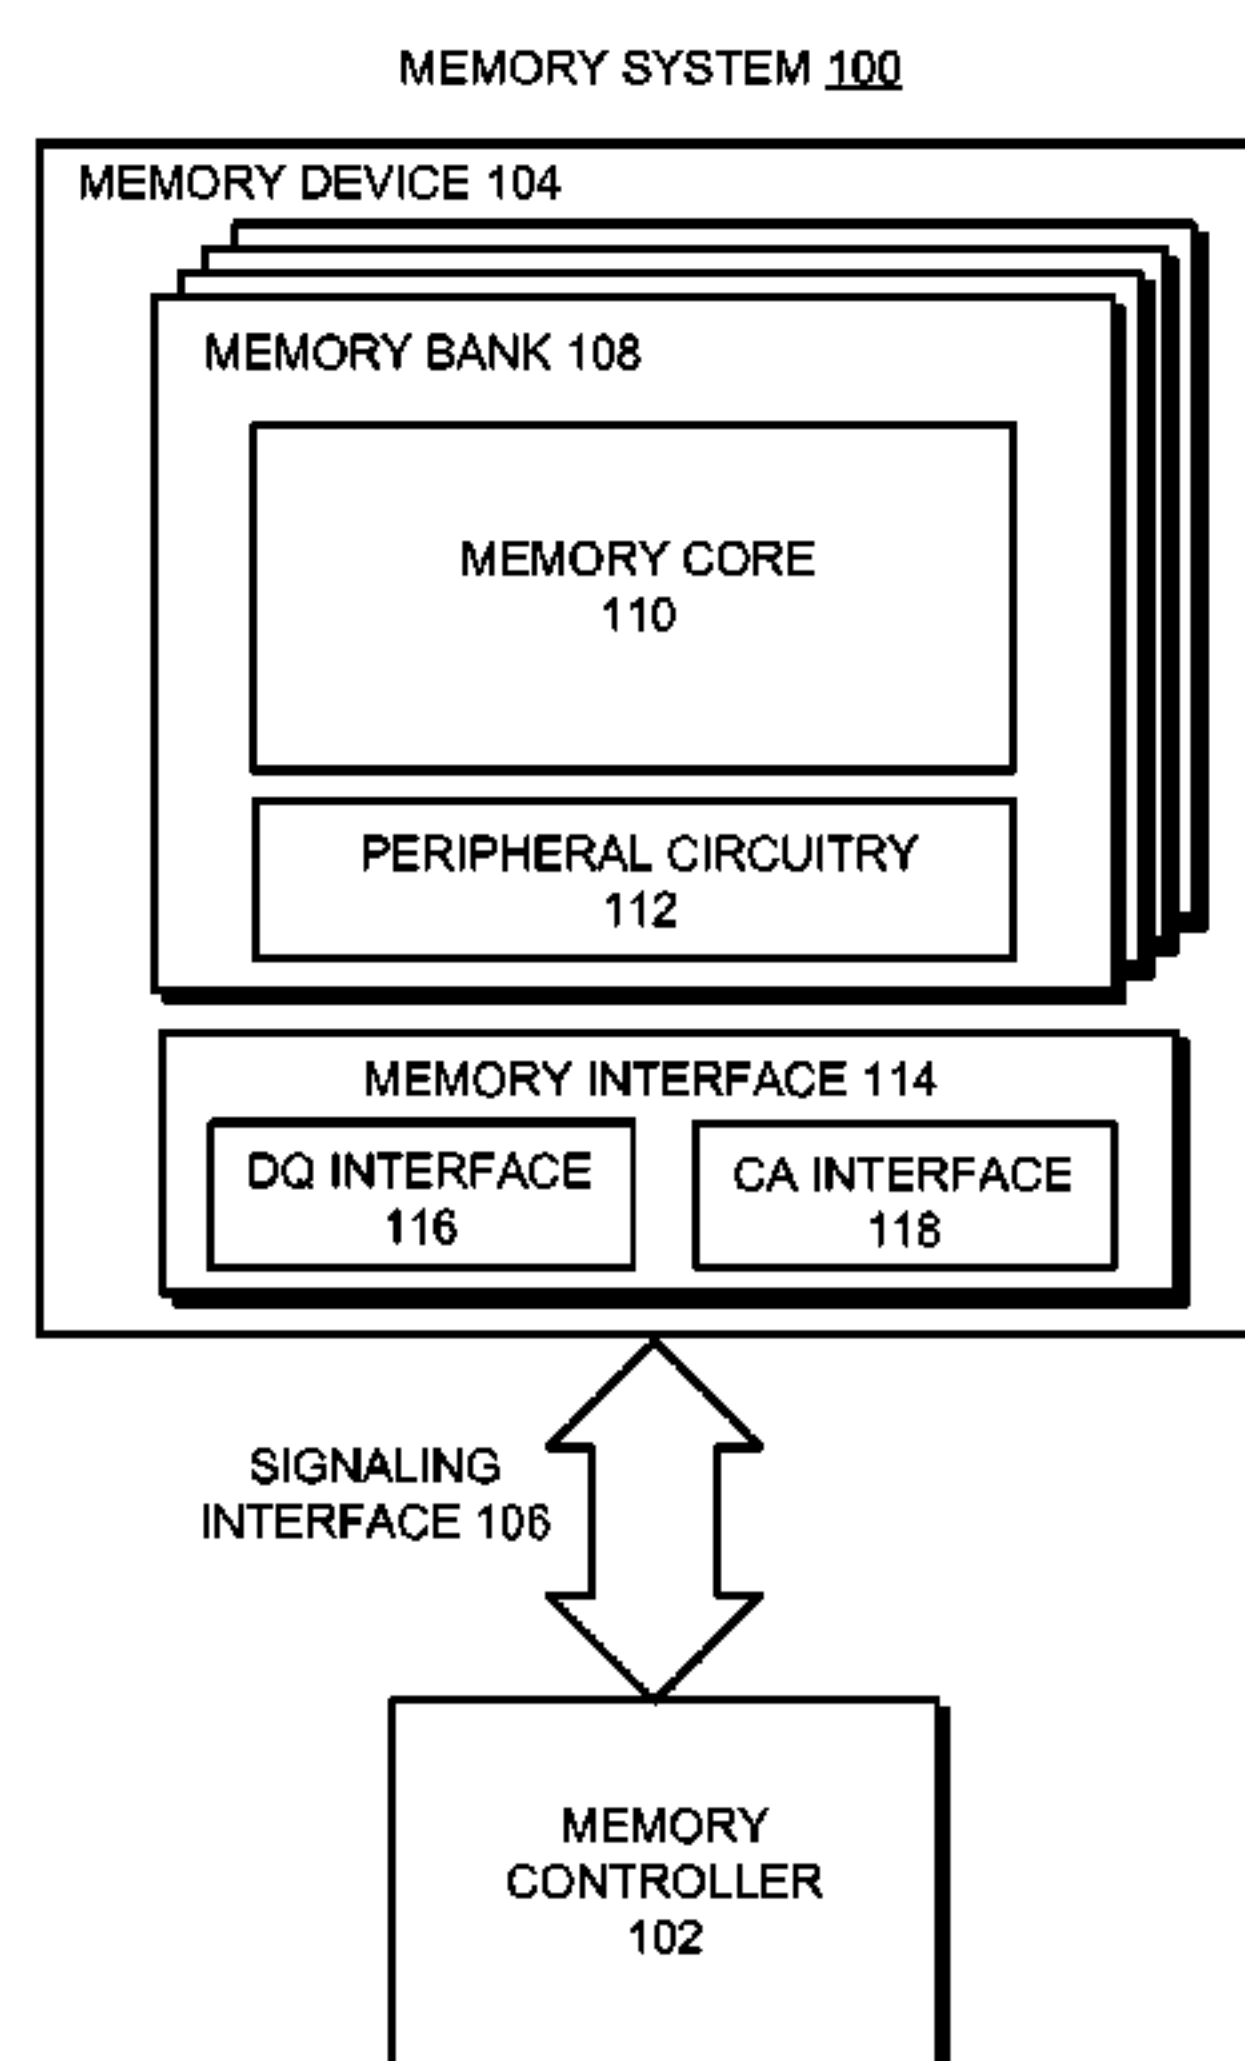 MEMORY SYSTEM 100
MEMORY DEVICE 104
MEMORY BANK 108
MEMORY CORE
110
PERIPHERAL CIRCUITRY
112
MEMORY INTERFACE 114
DQ INTERFACE
116
CA INTERFACE
118
SIGNALING
INTERFACE 106
MEMORY
CONTROLLER
102